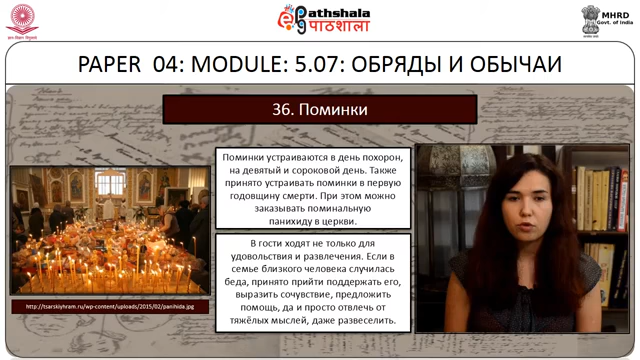 Pathshala
पाठशाला
MHRD
Govt. of India
PAPER 04: MODULE: 5.07: ОБРЯДЫ И ОБЫЧАИ
36. Поминки
Поминки устраиваются в день похорон,
на девятый и сороковой день. Также
принято устраивать поминки в первую
годовщину смерти. При этом можно
заказывать поминальную
панихиду в церкви.
В гости ходят не только для
удовольствия и развлечения. Если в
семье близкого человека случилась
беда, принято прийти поддержать его,
выразить сочувствие, предложить
помощь, да и просто отвлечь от
тяжёлых мыслей, даже развеселить.
http://tsarskiyhram.ru/wp-content/uploads/2015/02/panihida.jpg